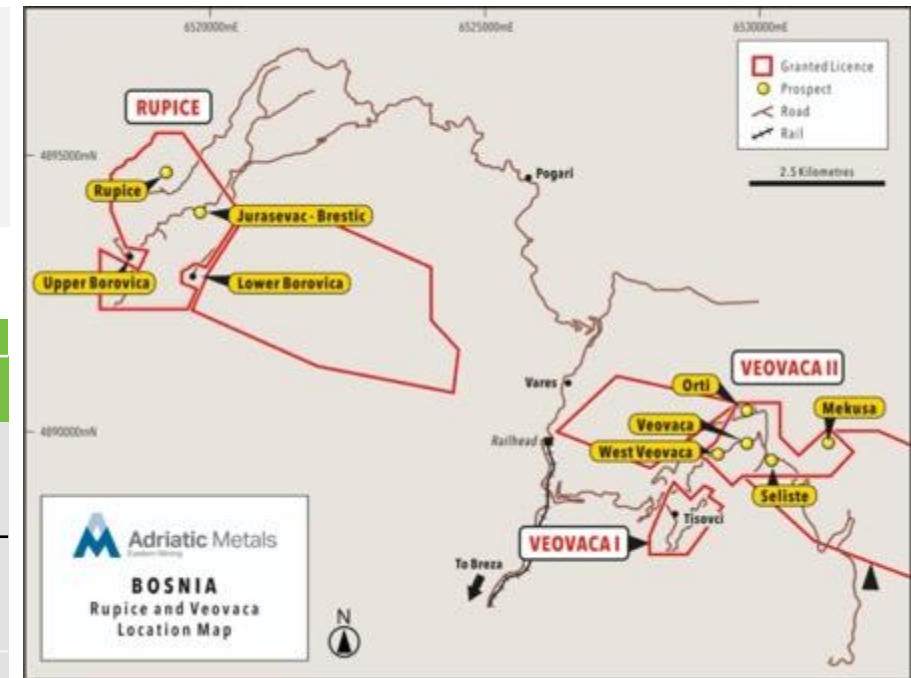 6520000mE
6525000mE
6530000mE
Granted Licence
Prospect
Road
Rail
2.5 Kilometres
RUPICE
4895000mN
Pogari
Rupice
Jurasevac - Brestic
Upper Borovica
Lower Borovica
VEOVACA II
Vares
Orti
Mekusa
Veovaca
4890000mN
Railhead
West Veovaca
Seliste
Tisovci
VEOVACA I
To Breza
Adriatic Metals
Eastern Mining
BOSNIA
Rupice and Veovaca
Location Map
N